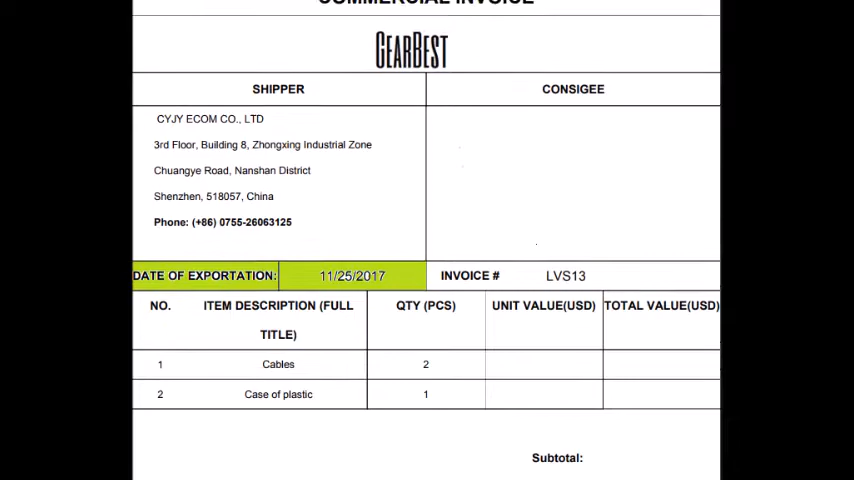 COMMERCIAL INVOICE
GEARBEST
SHIPPER
CONSIGEE
CYJY ECOM CO., LTD
3rd Floor, Building 8, Zhongxing Industrial Zone
Chuangye Road, Nanshan District
Shenzhen, 518057, China
Phone: (+86) 0755-26063125
DATE OF EXPORTATION: 11/25/2017 INVOICE # LVS13
NO. ITEM DESCRIPTION (FULL TITLE) QTY (PCS) UNIT VALUE(USD) TOTAL VALUE(USD)
1 Cables 2
2 Case of plastic 1
Subtotal: